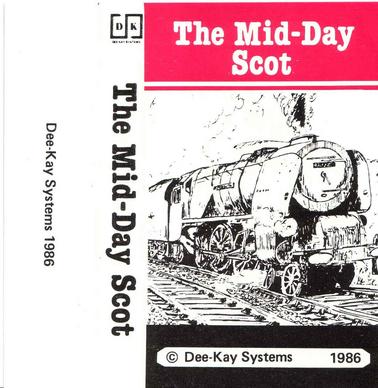 D K
DEE-KAY SYSTEMS
The Mid-Day Scot
Dee-Kay Systems 1986
The Mid-Day
Scot
© Dee-Kay Systems 1986